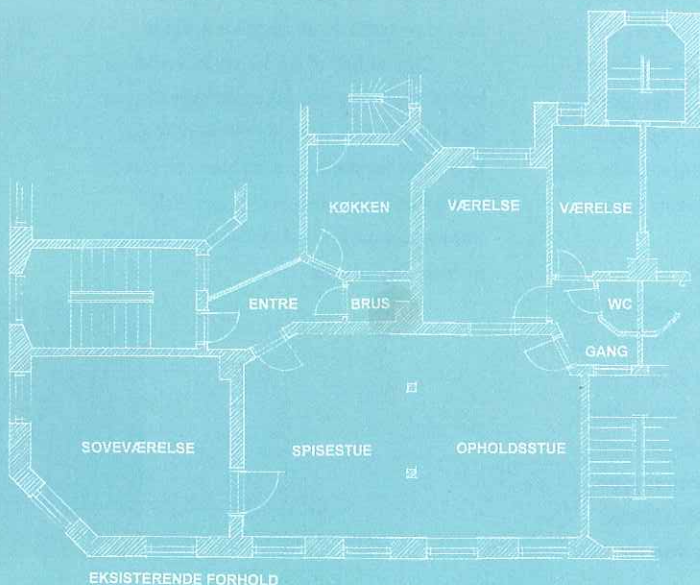 KØKKEN
VÆRELSE
VÆRELSE
ENTRE
BRUS
WC
GANG
SOVEVÆRELSE
SPISESTUE
OPHOLDSSTUE
EKSISTERENDE FORHOLD